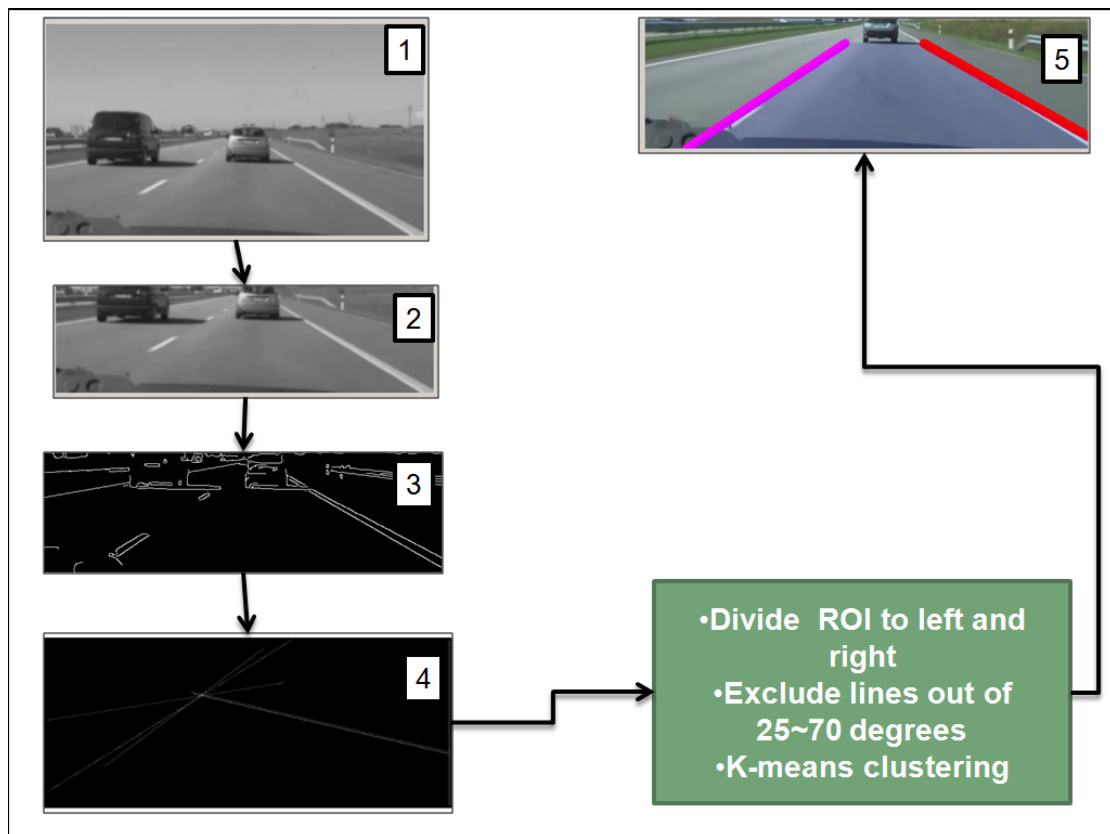 1
2
3
4
5
•Divide ROI to left and
right
•Exclude lines out of
25~70 degrees
•K-means clustering